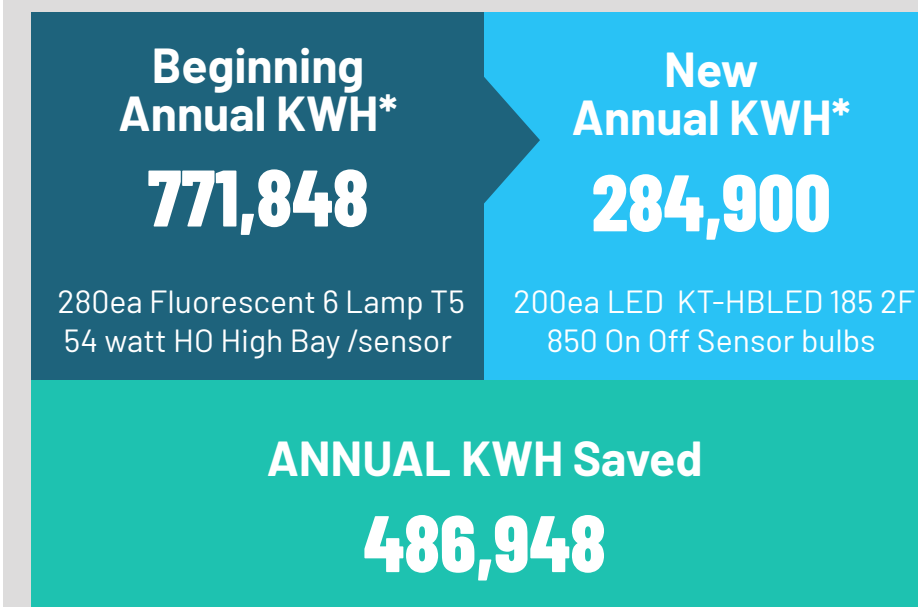 Beginning
Annual KWH*
771,848
280ea Fluorescent 6 Lamp T5
54 watt HO High Bay /sensor
New
Annual KWH*
284,900
200ea LED KT-HBLED 185 2F
850 On Off Sensor bulbs
ANNUAL KWH Saved
486,948